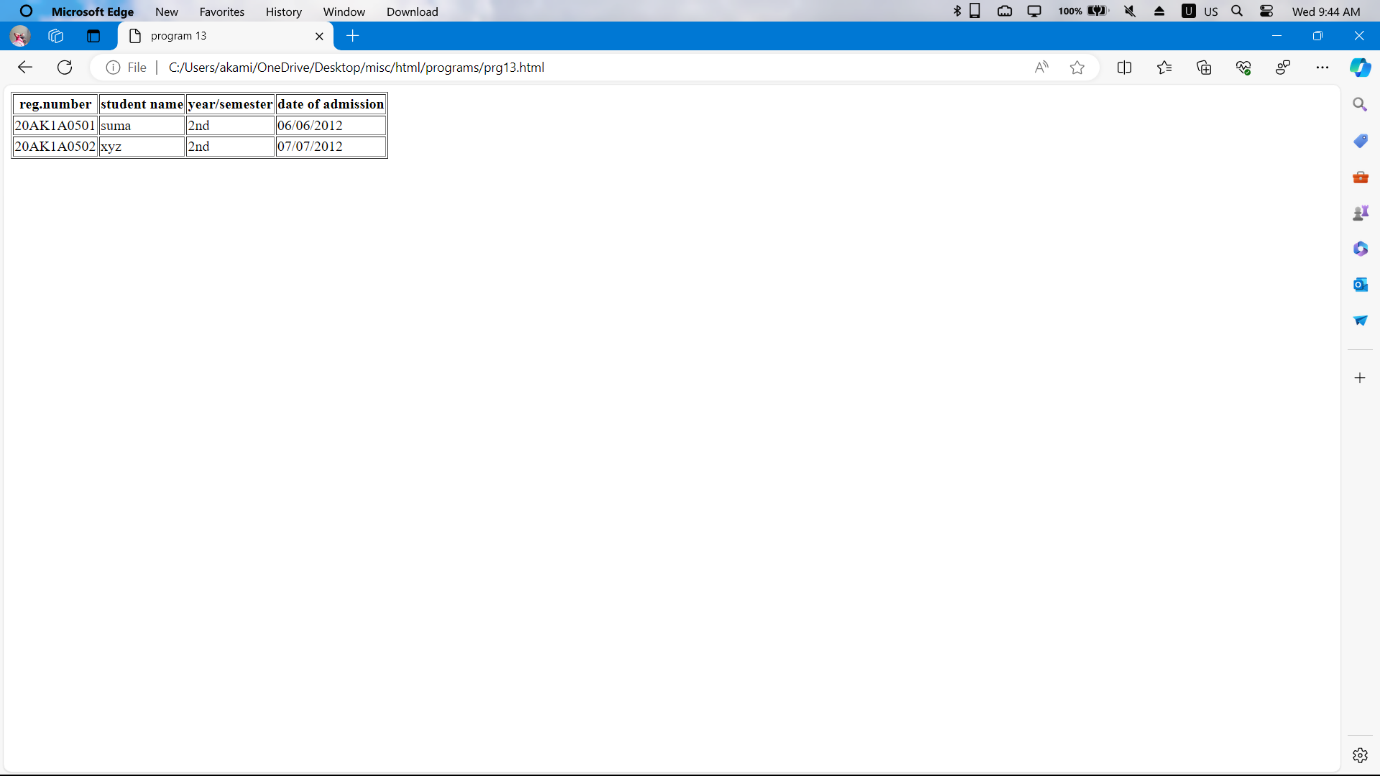 Microsoft Edge New Favorites History Window Download 100% U US Wed 9:44 AM
program 13
File | C:/Users/akami/OneDrive/Desktop/misc/html/programs/prg13.html
reg.number student name year/semester date of admission
20AK1A0501 suma 2nd 06/06/2012
20AK1A0502 xyz 2nd 07/07/2012